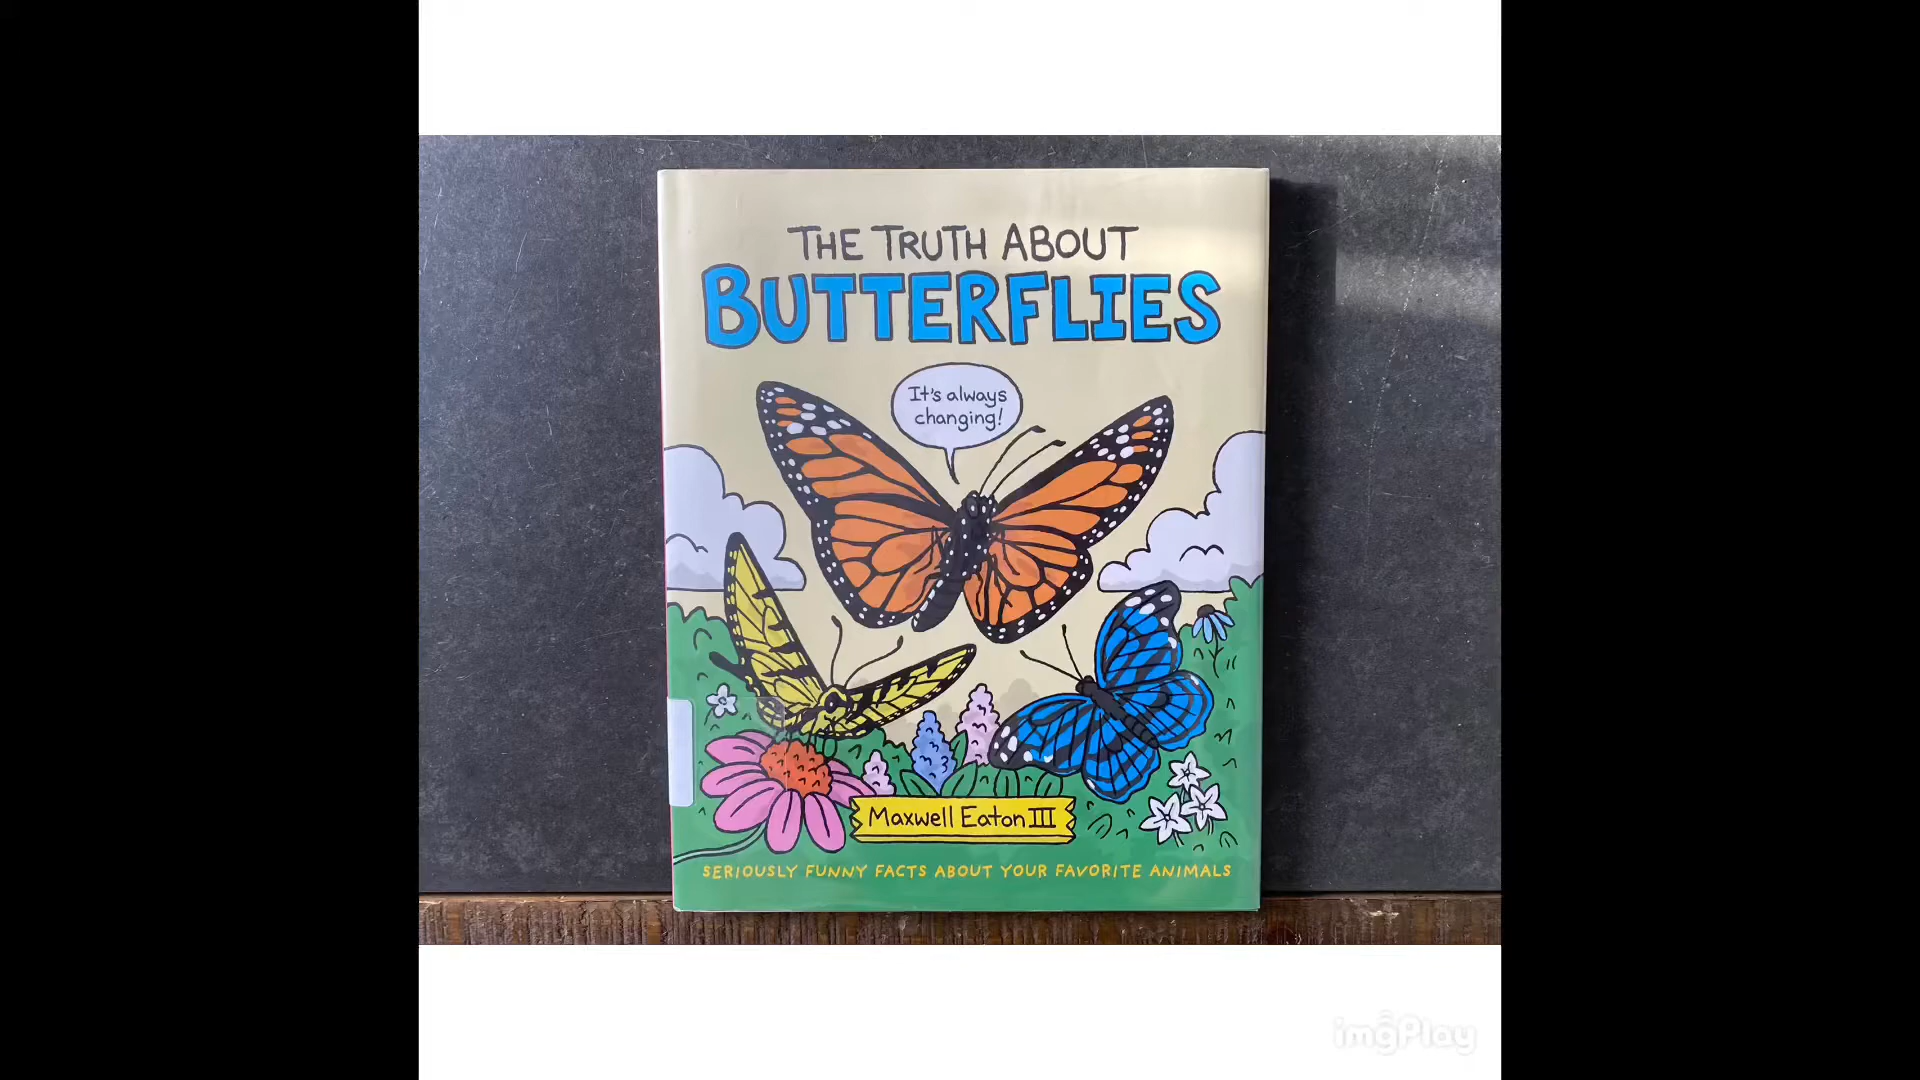 THE TRUTH ABOUT
BUTTERFLIES
It's always
changing!
Maxwell Eaton III
SERIOUSLY FUNNY FACTS ABOUT YOUR FAVORITE ANIMALS
imgPlay